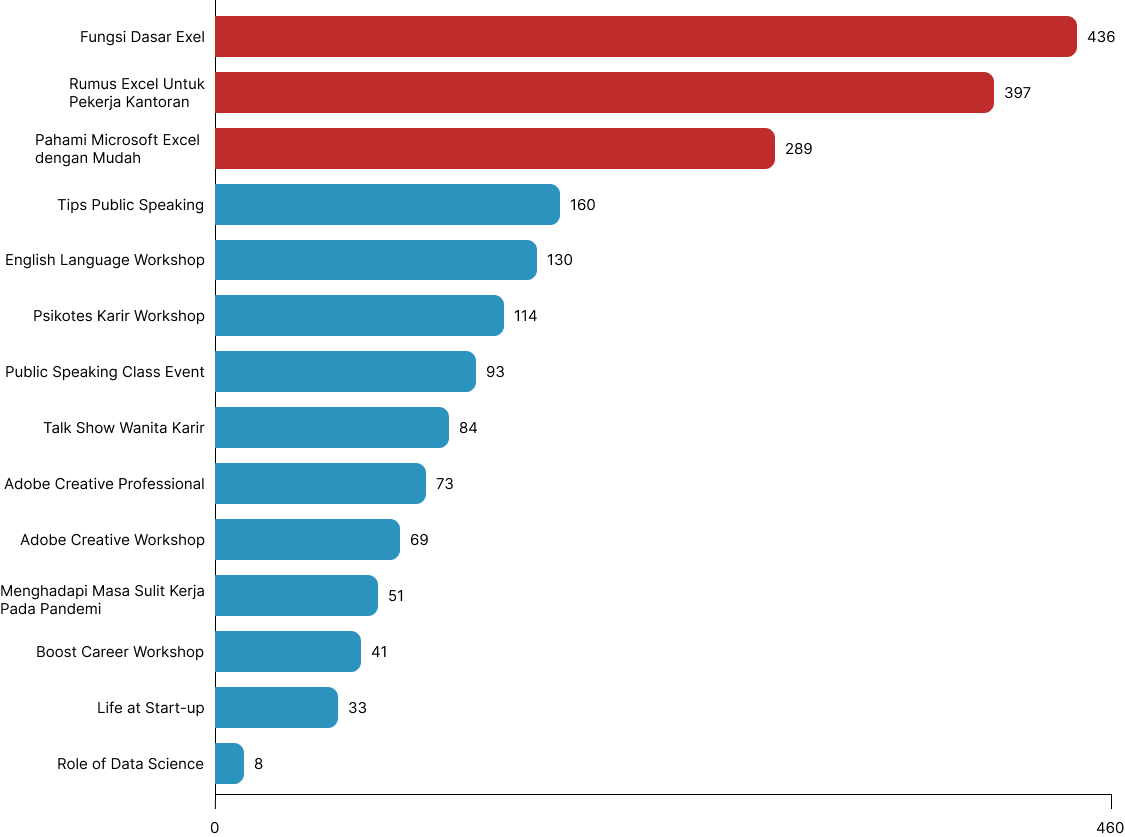 Fungsi Dasar Exel
436
Rumus Excel Untuk
Pekerja Kantoran
397
Pahami Microsoft Excel
dengan Mudah
289
Tips Public Speaking
160
English Language Workshop
130
Psikotes Karir Workshop
114
Public Speaking Class Event
93
Talk Show Wanita Karir
84
Adobe Creative Professional
73
Adobe Creative Workshop
69
Menghadapi Masa Sulit Kerja
Pada Pandemi
51
Boost Career Workshop
41
Life at Start-up
33
Role of Data Science
8
0
460